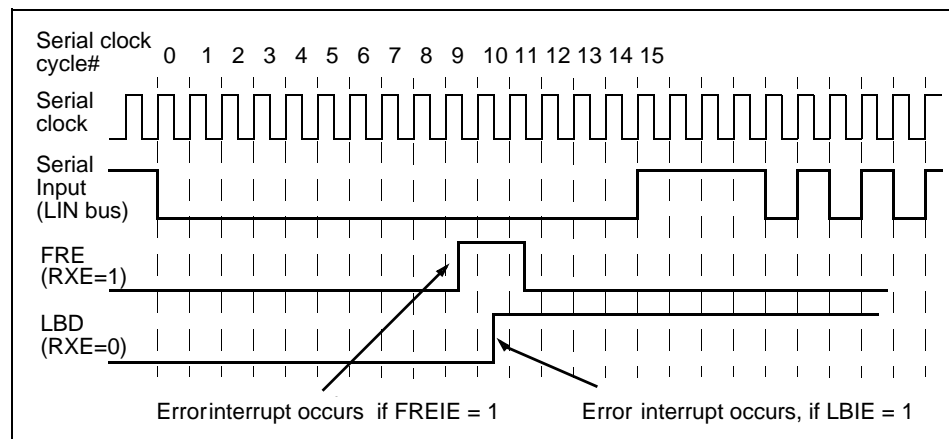 Serial clock
cycle# 0 1 2 3 4 5 6 7 8 9 10 11 12 13 14 15
Serial
clock
Serial
Input
(LIN bus)
FRE
(RXE=1)
LBD
(RXE=0)
Errorinterrupt occurs if FREIE = 1
Error interrupt occurs, if LBIE = 1